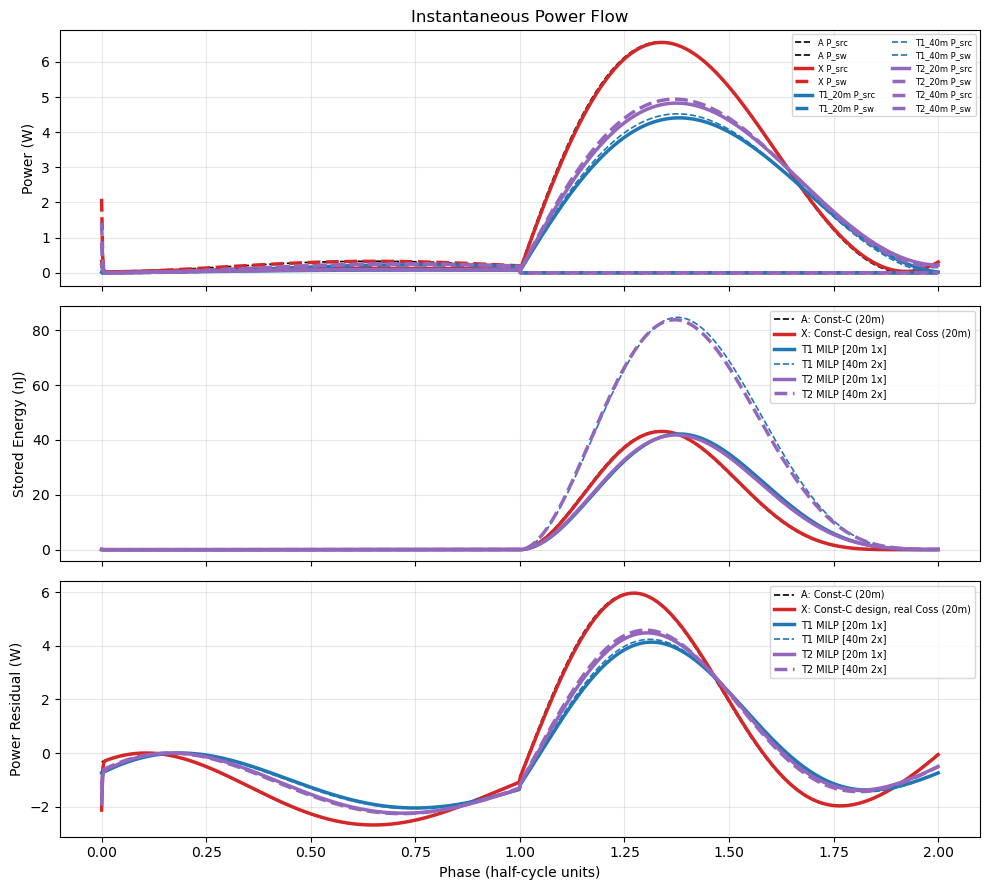 Instantaneous Power Flow
Power (W)
6
5
4
3
2
1
0
A P_src
A P_sw
X P_src
X P_sw
T1_20m P_src
T1_20m P_sw
T1_40m P_src
T1_40m P_sw
T2_20m P_src
T2_20m P_sw
T2_40m P_src
T2_40m P_sw
Stored Energy (nJ)
80
60
40
20
0
A: Const-C (20m)
X: Const-C design, real Coss (20m)
T1 MILP [20m 1x]
T1 MILP [40m 2x]
T2 MILP [20m 1x]
T2 MILP [40m 2x]
Power Residual (W)
6
4
2
0
−2
A: Const-C (20m)
X: Const-C design, real Coss (20m)
T1 MILP [20m 1x]
T1 MILP [40m 2x]
T2 MILP [20m 1x]
T2 MILP [40m 2x]
0.00 0.25 0.50 0.75 1.00 1.25 1.50 1.75 2.00
Phase (half-cycle units)